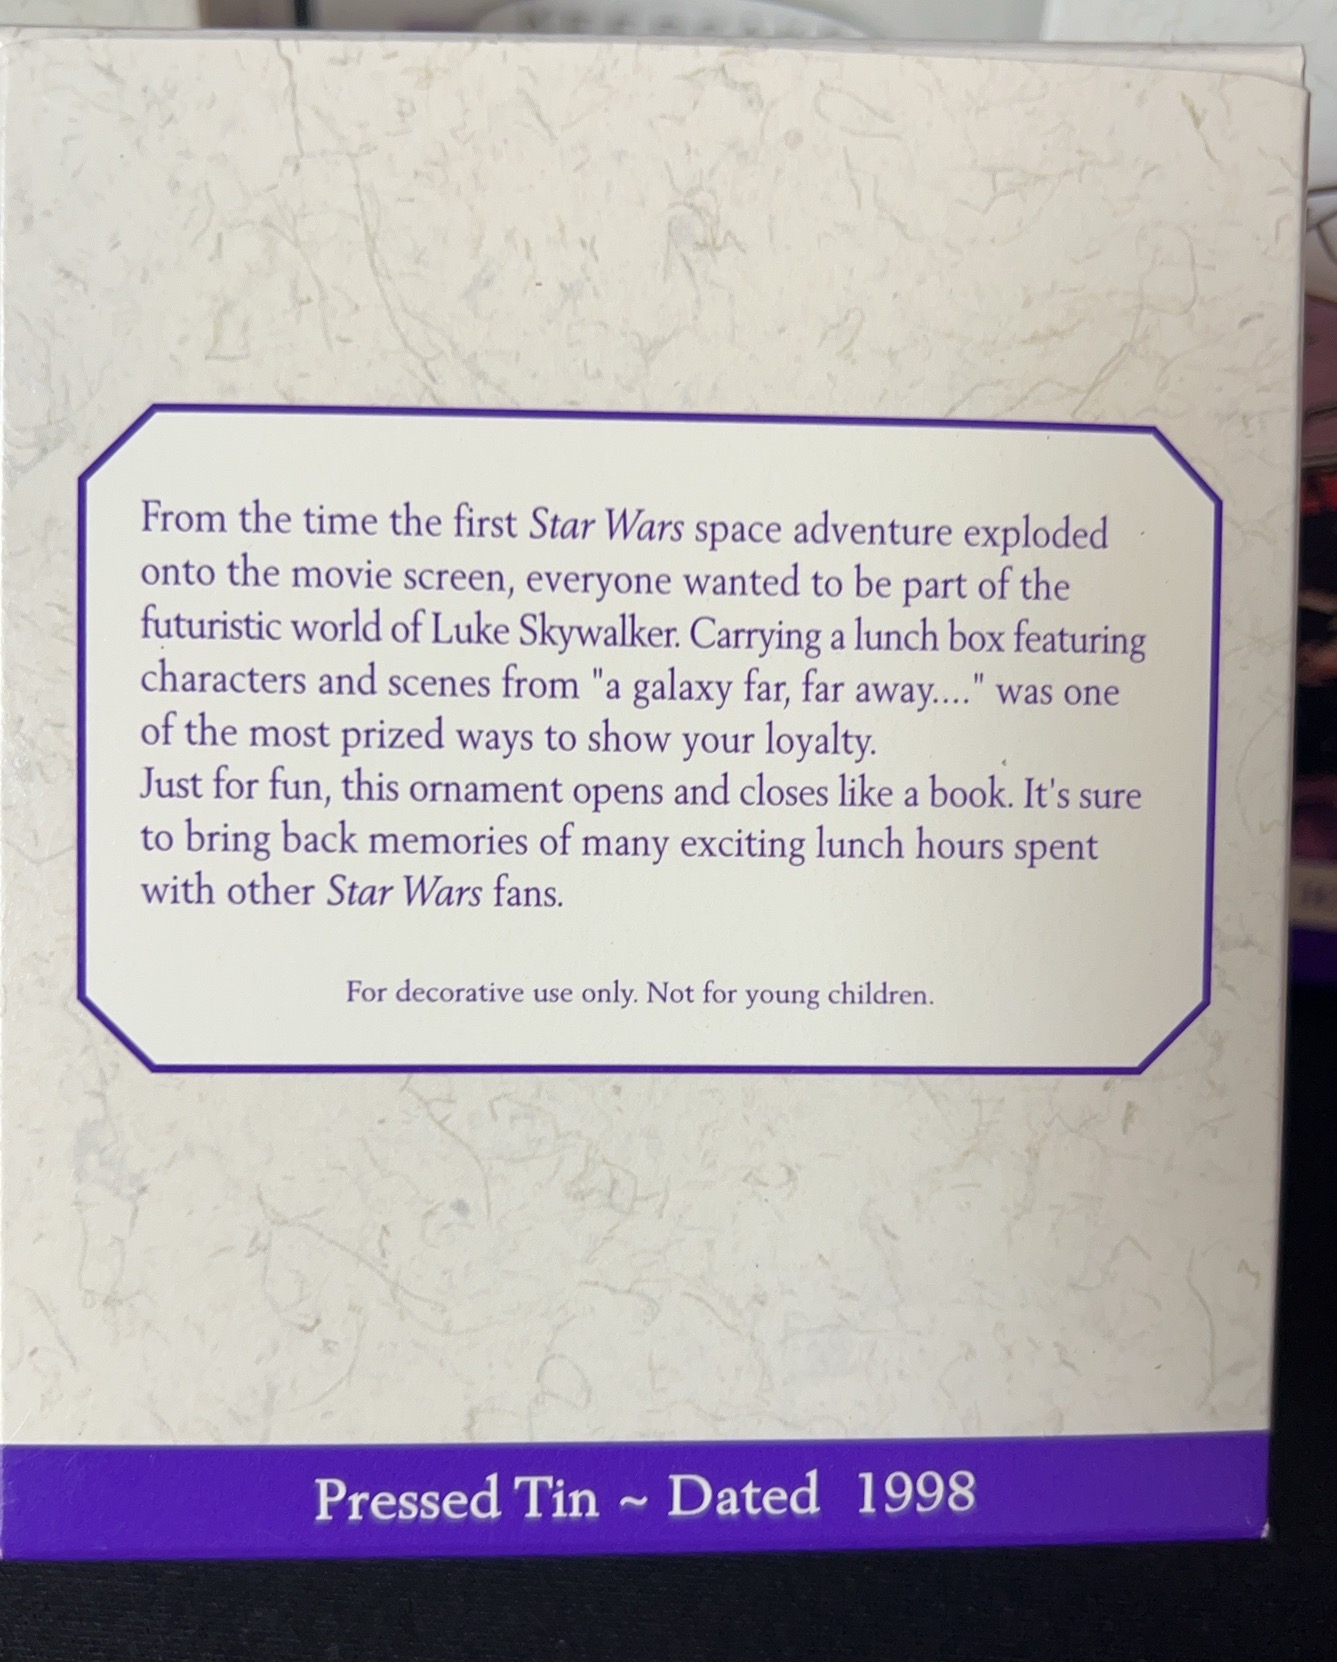 From the time the first Star Wars space adventure exploded
onto the movie screen, everyone wanted to be part of the
futuristic world of Luke Skywalker. Carrying a lunch box featuring
characters and scenes from "a galaxy far, far away...." was one
of the most prized ways to show your loyalty.
Just for fun, this ornament opens and closes like a book. It's sure
to bring back memories of many exciting lunch hours spent
with other Star Wars fans.
For decorative use only. Not for young children.
Pressed Tin ~ Dated 1998